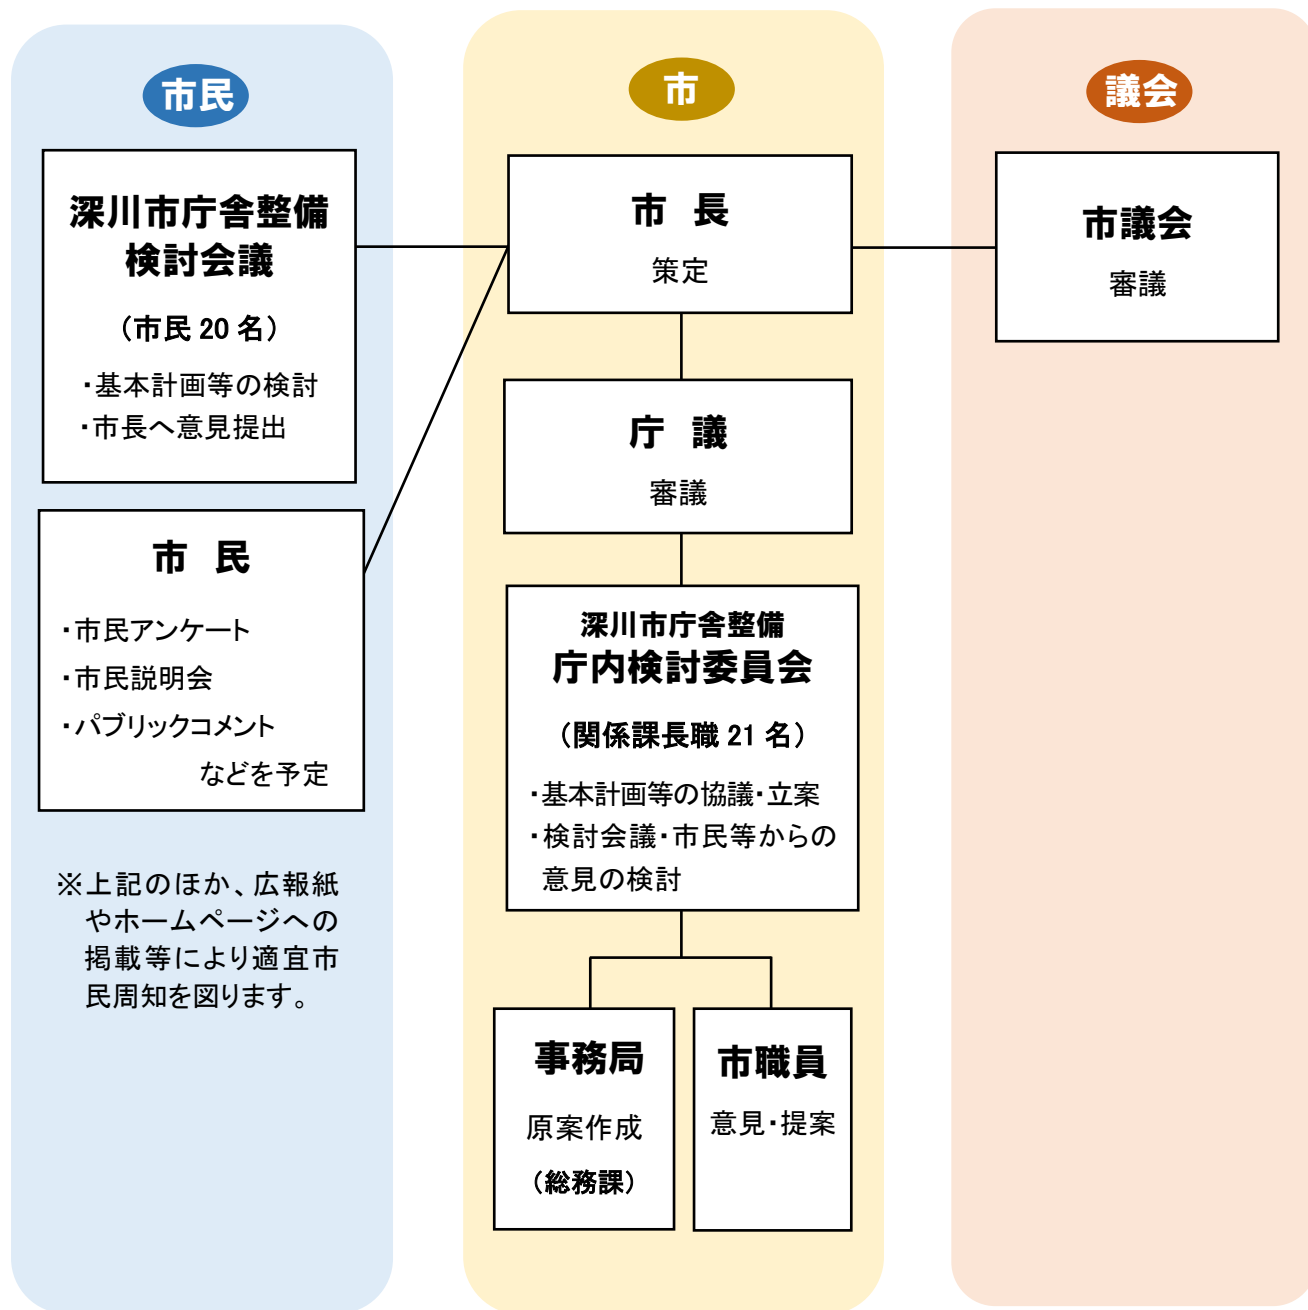 市民
深川市庁舎整備
検討会議
（市民 20 名）
・基本計画等の検討
・市長へ意見提出
市 民
・市民アンケート
・市民説明会
・パブリックコメント
などを予定
※上記のほか、広報紙
やホームページへの
掲載等により適宜市
民周知を図ります。
市
市 長
策定
庁 議
審議
深川市庁舎整備
庁内検討委員会
（関係課長職 21 名）
・基本計画等の協議・立案
・検討会議・市民等からの
意見の検討
事務局
原案作成
（総務課）
市職員
意見・提案
議会
市議会
審議